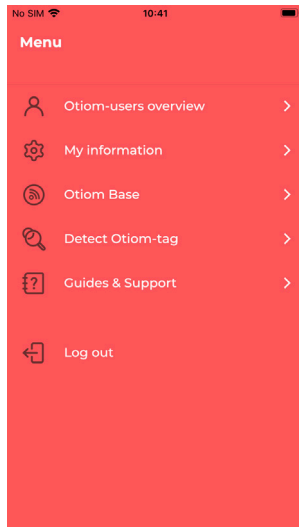 No SIM 10:41
Menu
Otiom-users overview
My information
Otiom Base
Detect Otiom-tag
Guides & Support
Log out